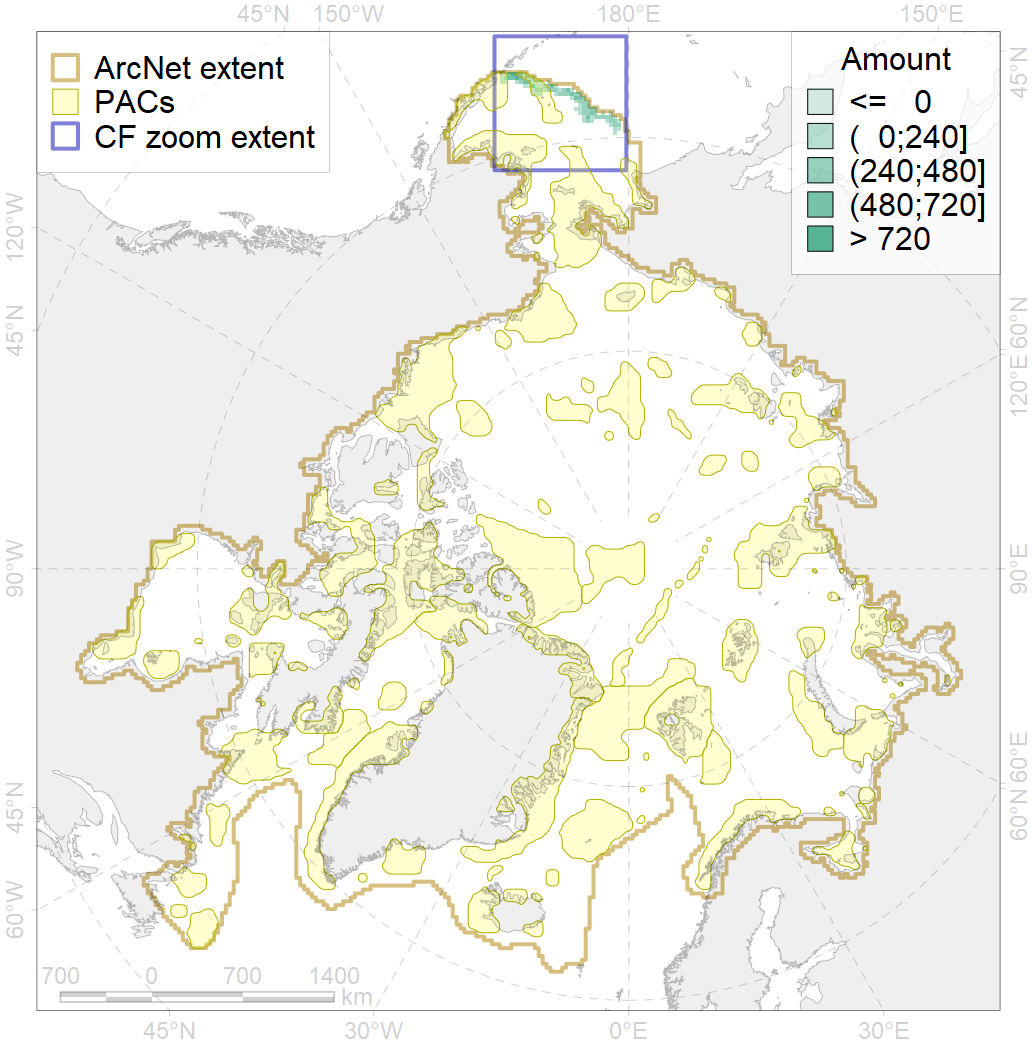 45°N 150°W 180°E 150°E
ArcNet extent
PACs
CF zoom extent
Amount
<= 0
( 0;240]
(240;480]
(480;720]
> 720
45°N
120°W
45°N
90°W
45°N
60°W
60°N
120°E
90°E
60°E
60°N
700 0 700 1400
km
45°W 30°W 0°E 30°E